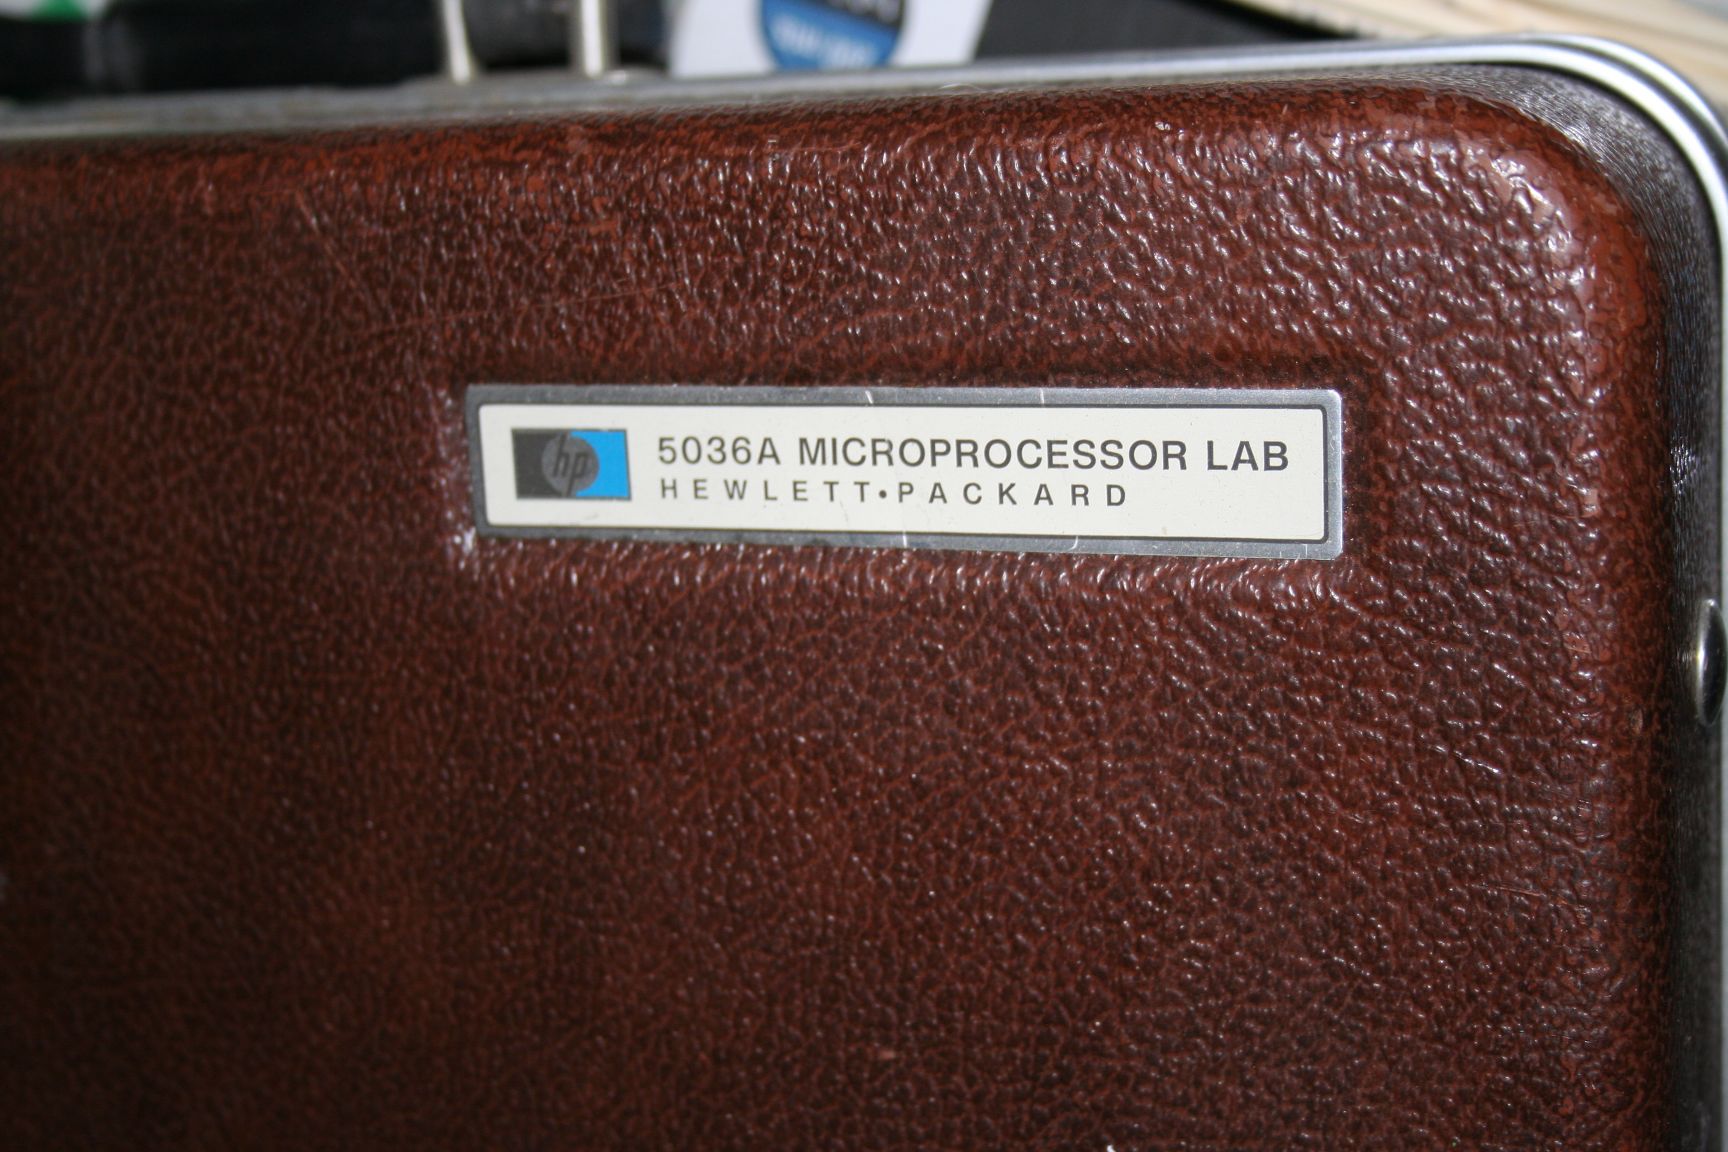 hp
5036A MICROPROCESSOR LAB
HEWLETT•PACKARD